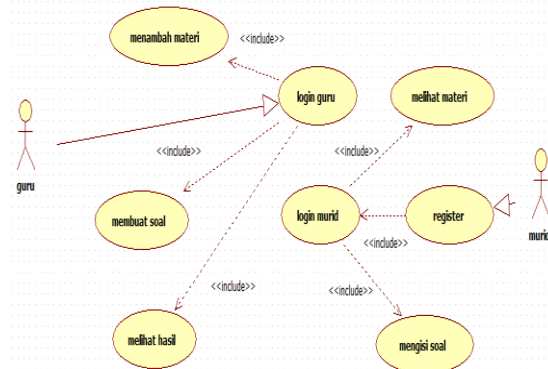 menambah materi
<<include>>
login guru
melihat materi
<<include>>
<<include>>
guru
membuat soal
login murid
register
murid
<<include>>
<<include>>
<<include>>
melihat hasil
mengisi soal